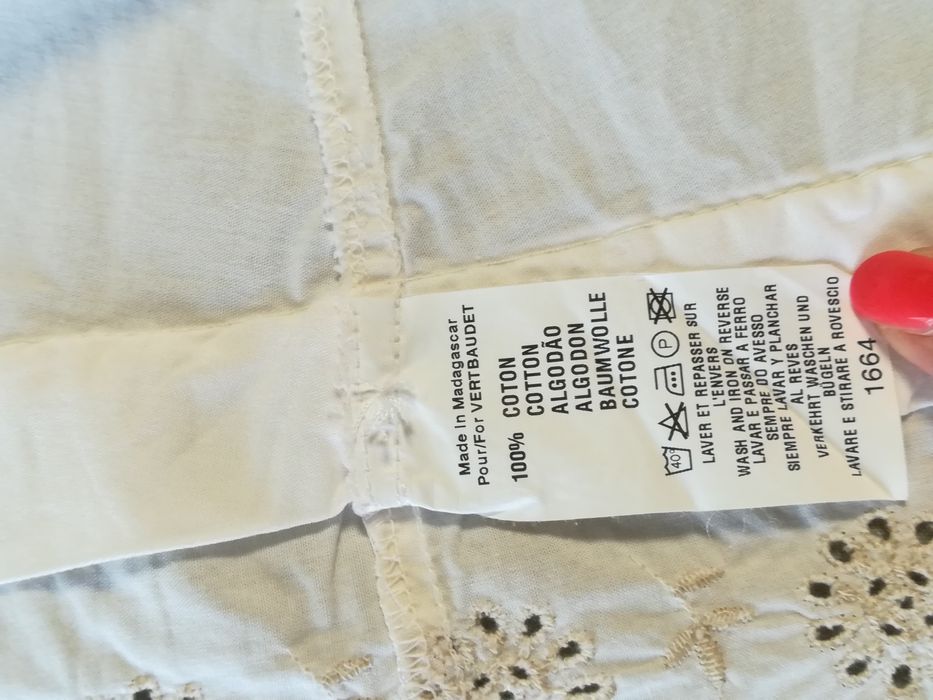 Made in Madagascar
Pour/For VERTBAUDET
100% COTON
COTTON
ALGODÃO
ALGODON
BAUMWOLLE
COTONE
40° P
LAVER ET REPASSER SUR
L'ENVERS
WASH AND IRON ON REVERSE
LAVAR E PASSAR A FERRO
SEMPRE DO AVESSO
SIEMPRE LAVAR Y PLANCHAR
AL REVES
VERKEHRT WASCHEN UND
BÜGELN
LAVARE E STIRARE A ROVESCIO
1664